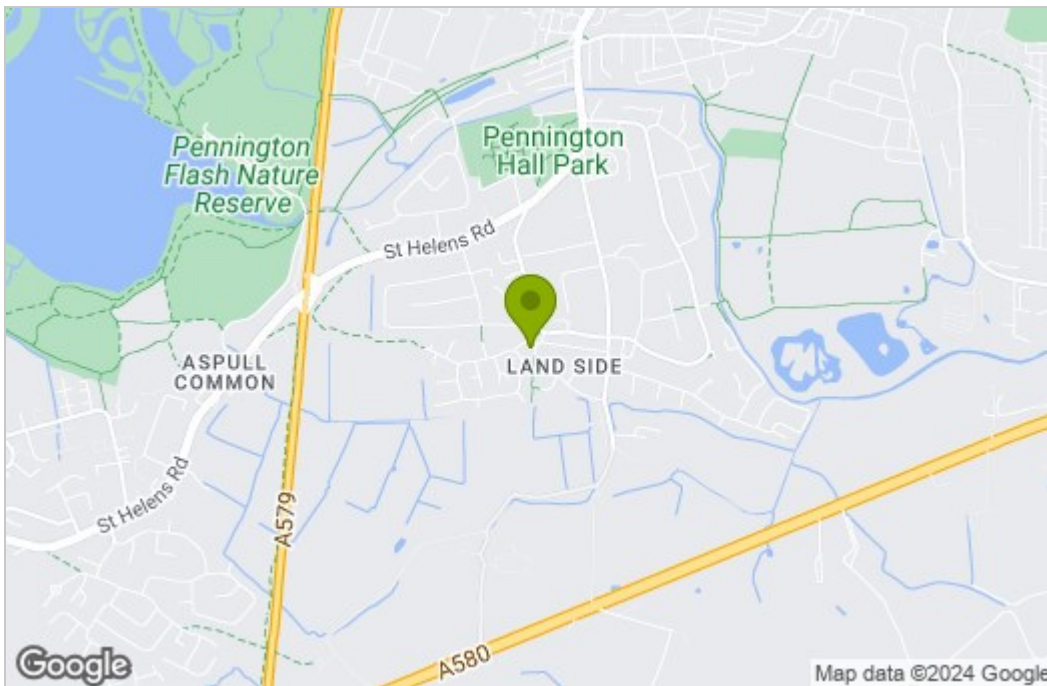 Pennington
Hall Park
Pennington
Flash Nature
Reserve
St Helens Rd
LAND SIDE
ASPULL
COMMON
St Helens Rd
A579
A580
Google
Map data ©2024 Google